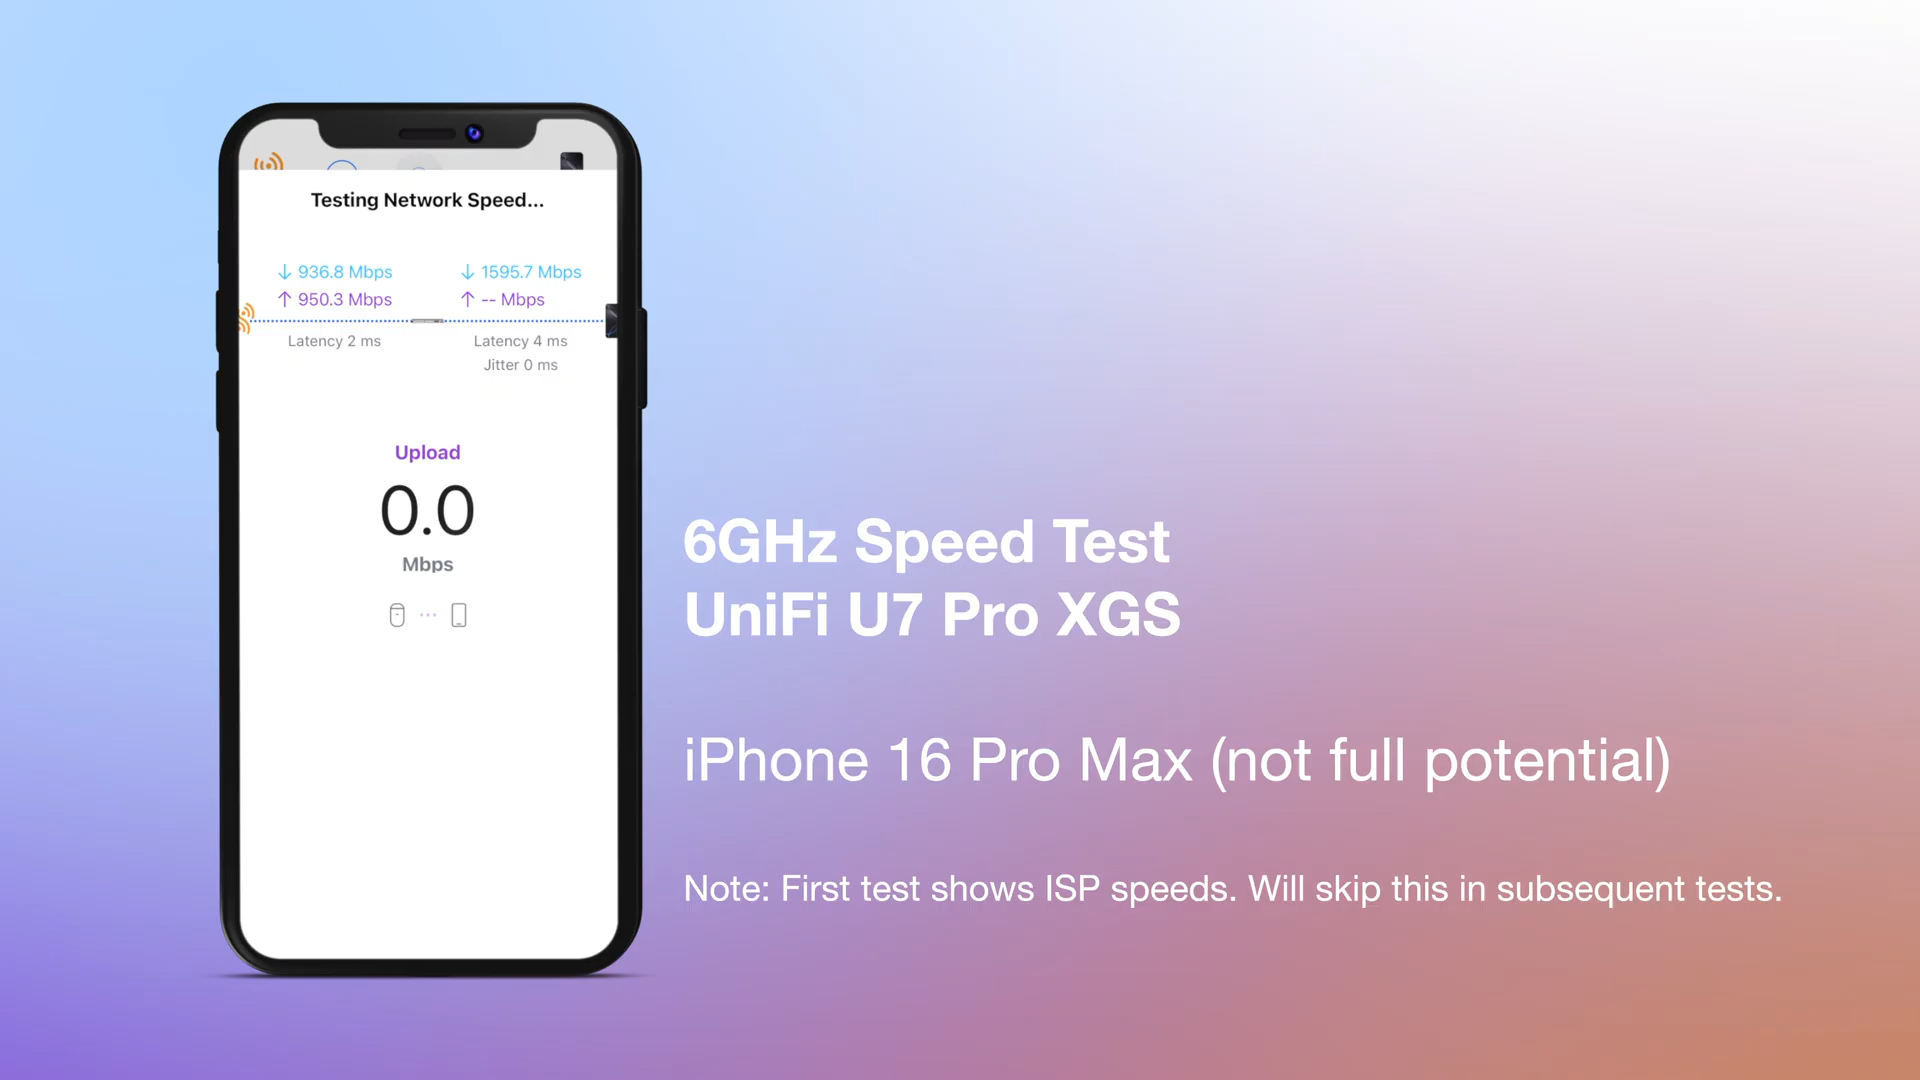 Testing Network Speed...
↓ 936.8 Mbps
↑ 950.3 Mbps
Latency 2 ms
↓ 1595.7 Mbps
↑ -- Mbps
Latency 4 ms
Jitter 0 ms
Upload
0.0
Mbps
6GHz Speed Test
UniFi U7 Pro XGS
iPhone 16 Pro Max (not full potential)
Note: First test shows ISP speeds. Will skip this in subsequent tests.